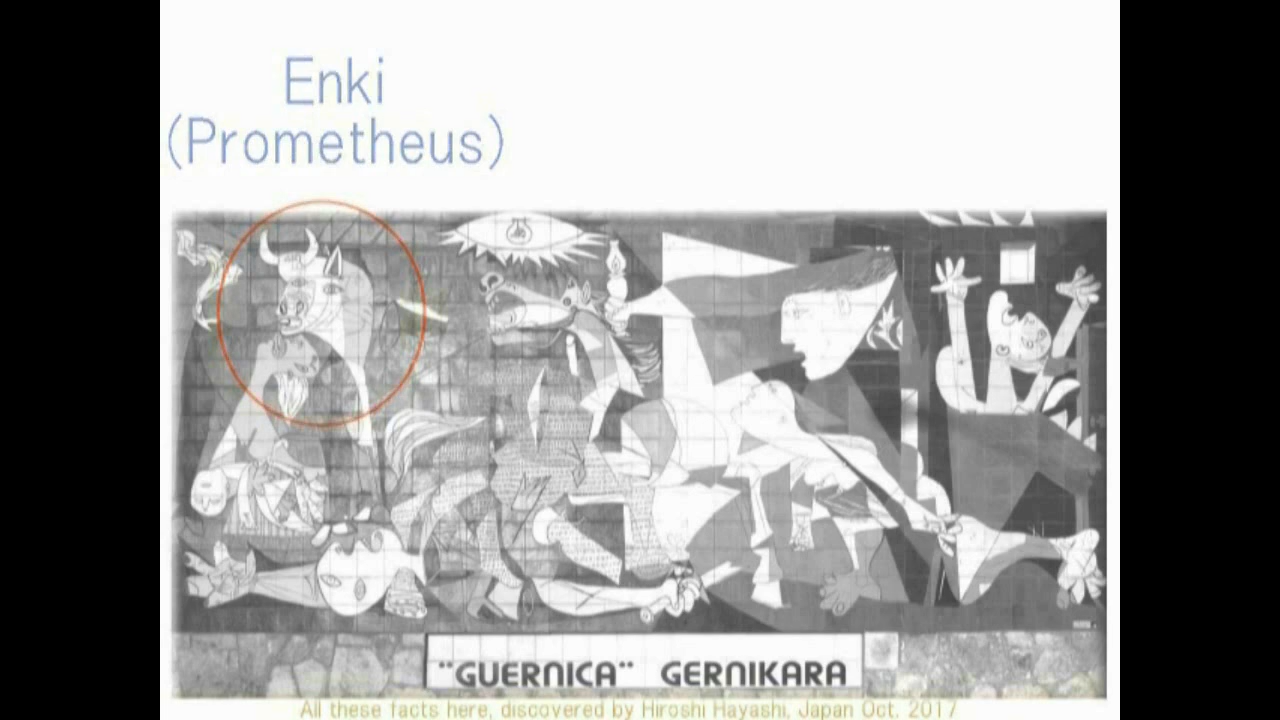 Enki
(Prometheus)
"GUERNICA" GERNIKARA
All these facts here, discovered by Hiroshi Hayashi, Japan Oct. 2017